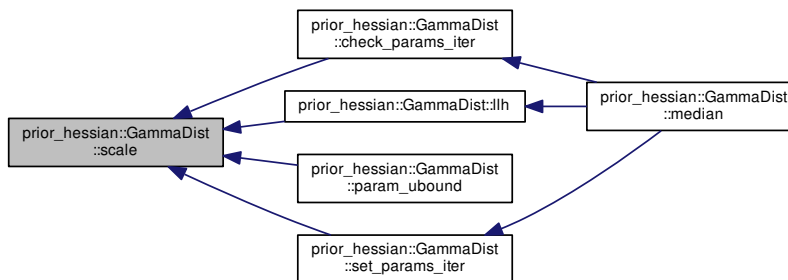 prior_hessian::GammaDist
::scale
prior_hessian::GammaDist
::check_params_iter
prior_hessian::GammaDist::llh
prior_hessian::GammaDist
::param_ubound
prior_hessian::GammaDist
::set_params_iter
prior_hessian::GammaDist
::median